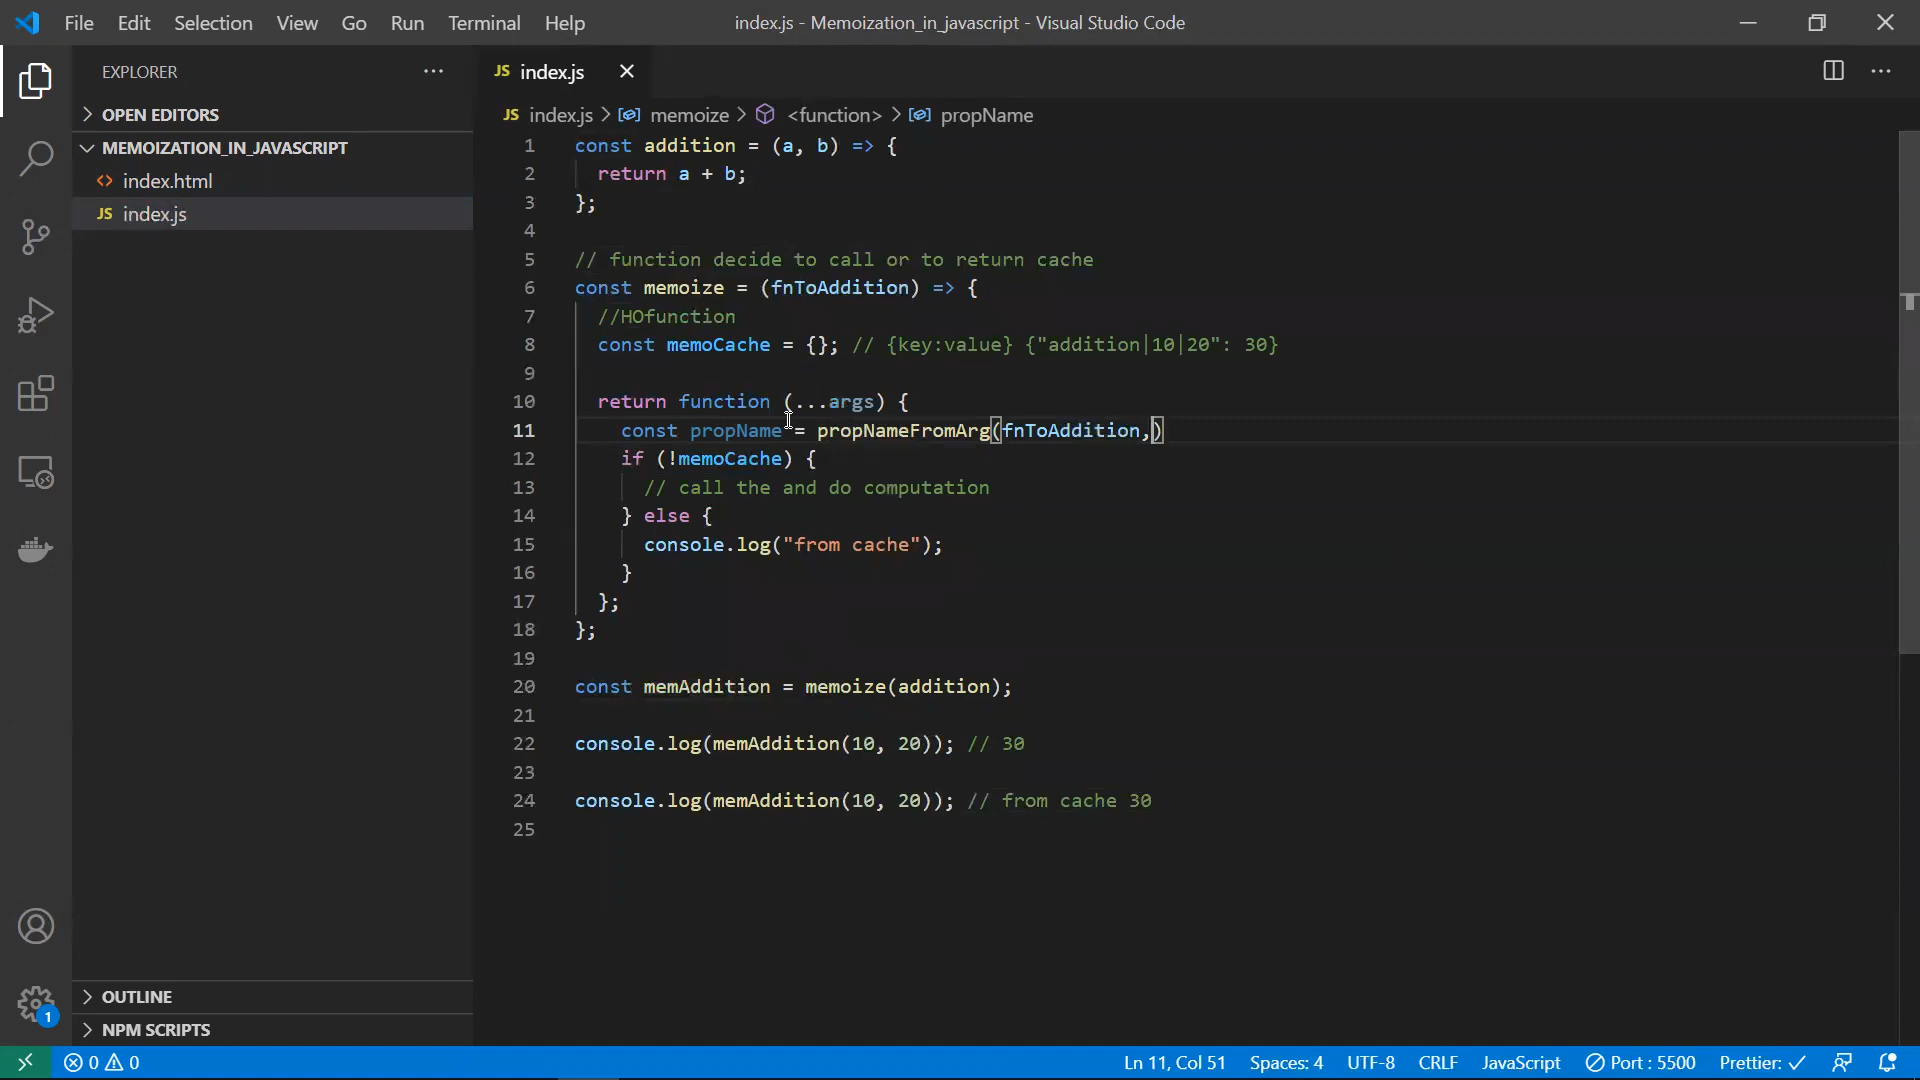 File Edit Selection View Go Run Terminal Help
index.js - Memoization_in_javascript - Visual Studio Code
EXPLORER
OPEN EDITORS
MEMOIZATION_IN_JAVASCRIPT
<> index.html
JS index.js
OUTLINE
NPM SCRIPTS
JS index.js
JS index.js > memoize > <function> > propName
1 const addition = (a, b) => {
2 return a + b;
3 };
4
5 // function decide to call or to return cache
6 const memoize = (fnToAddition) => {
7 //HOfunction
8 const memoCache = {}; // {key:value} {"addition|10|20": 30}
9
10 return function (...args) {
11 const propName = propNameFromArg(fnToAddition,)
12 if (!memoCache) {
13 // call the and do computation
14 } else {
15 console.log("from cache");
16 }
17 };
18 };
19
20 const memAddition = memoize(addition);
21
22 console.log(memAddition(10, 20)); // 30
23
24 console.log(memAddition(10, 20)); // from cache 30
25
1
0 0 Ln 11, Col 51 Spaces: 4 UTF-8 CRLF JavaScript Port : 5500 Prettier: ✓